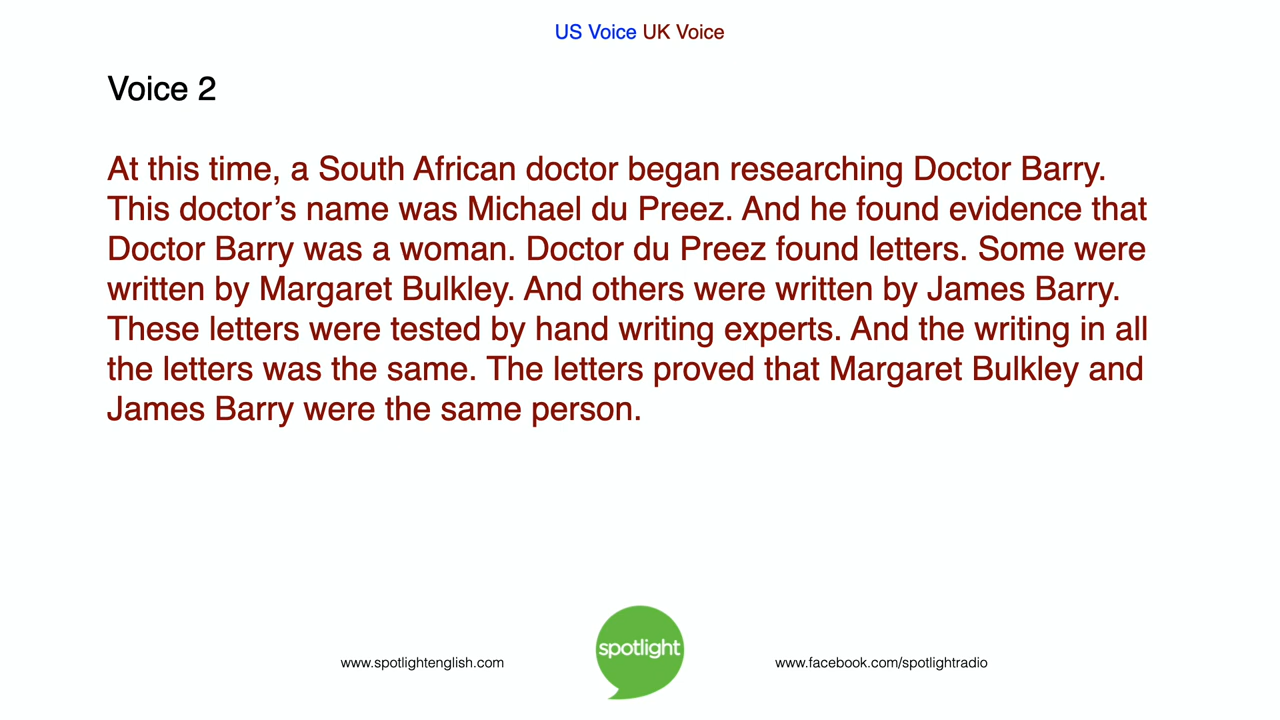 US Voice UK Voice
Voice 2
At this time, a South African doctor began researching Doctor Barry.
This doctor’s name was Michael du Preez. And he found evidence that
Doctor Barry was a woman. Doctor du Preez found letters. Some were
written by Margaret Bulkley. And others were written by James Barry.
These letters were tested by hand writing experts. And the writing in all
the letters was the same. The letters proved that Margaret Bulkley and
James Barry were the same person.
spotlight
www.spotlightenglish.com
www.facebook.com/spotlightradio